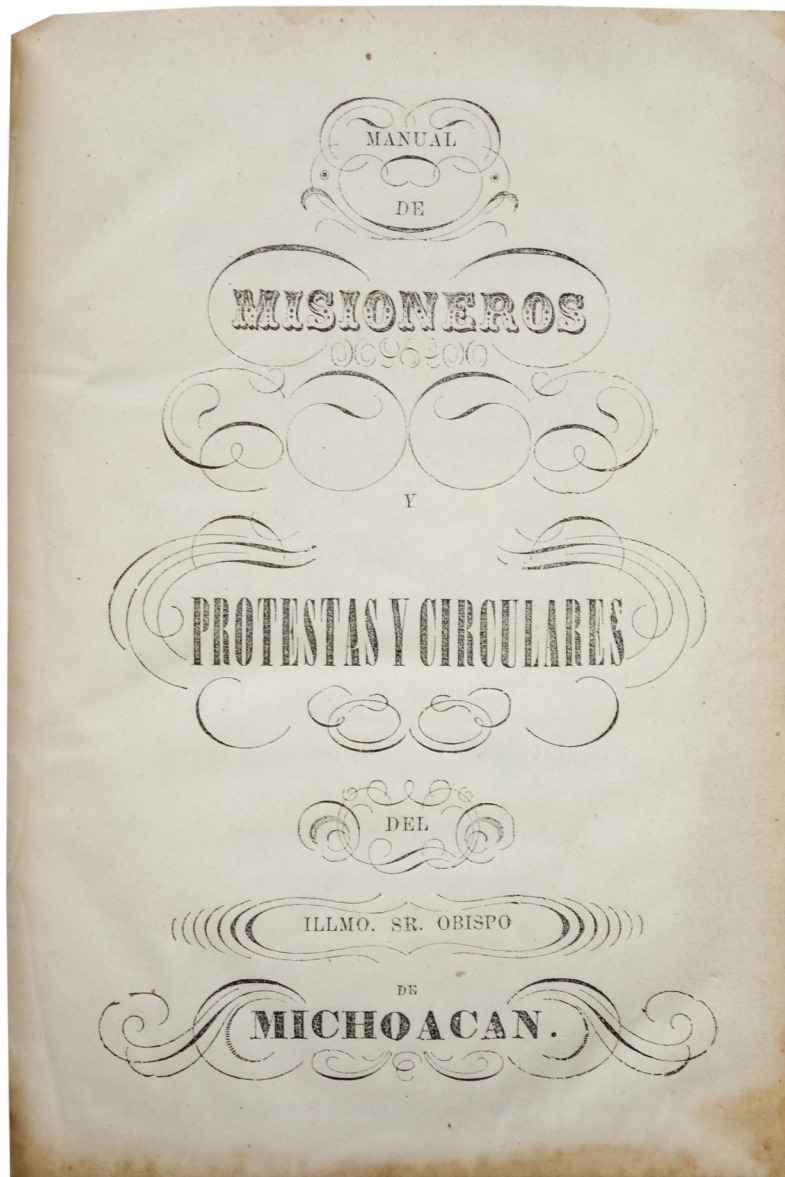 MANUAL
DE
MISIONEROS
Y
PROTESTAS Y CIRCULARES
DEL
ILLMO. SR. OBISPO
DE
MICHOACAN.